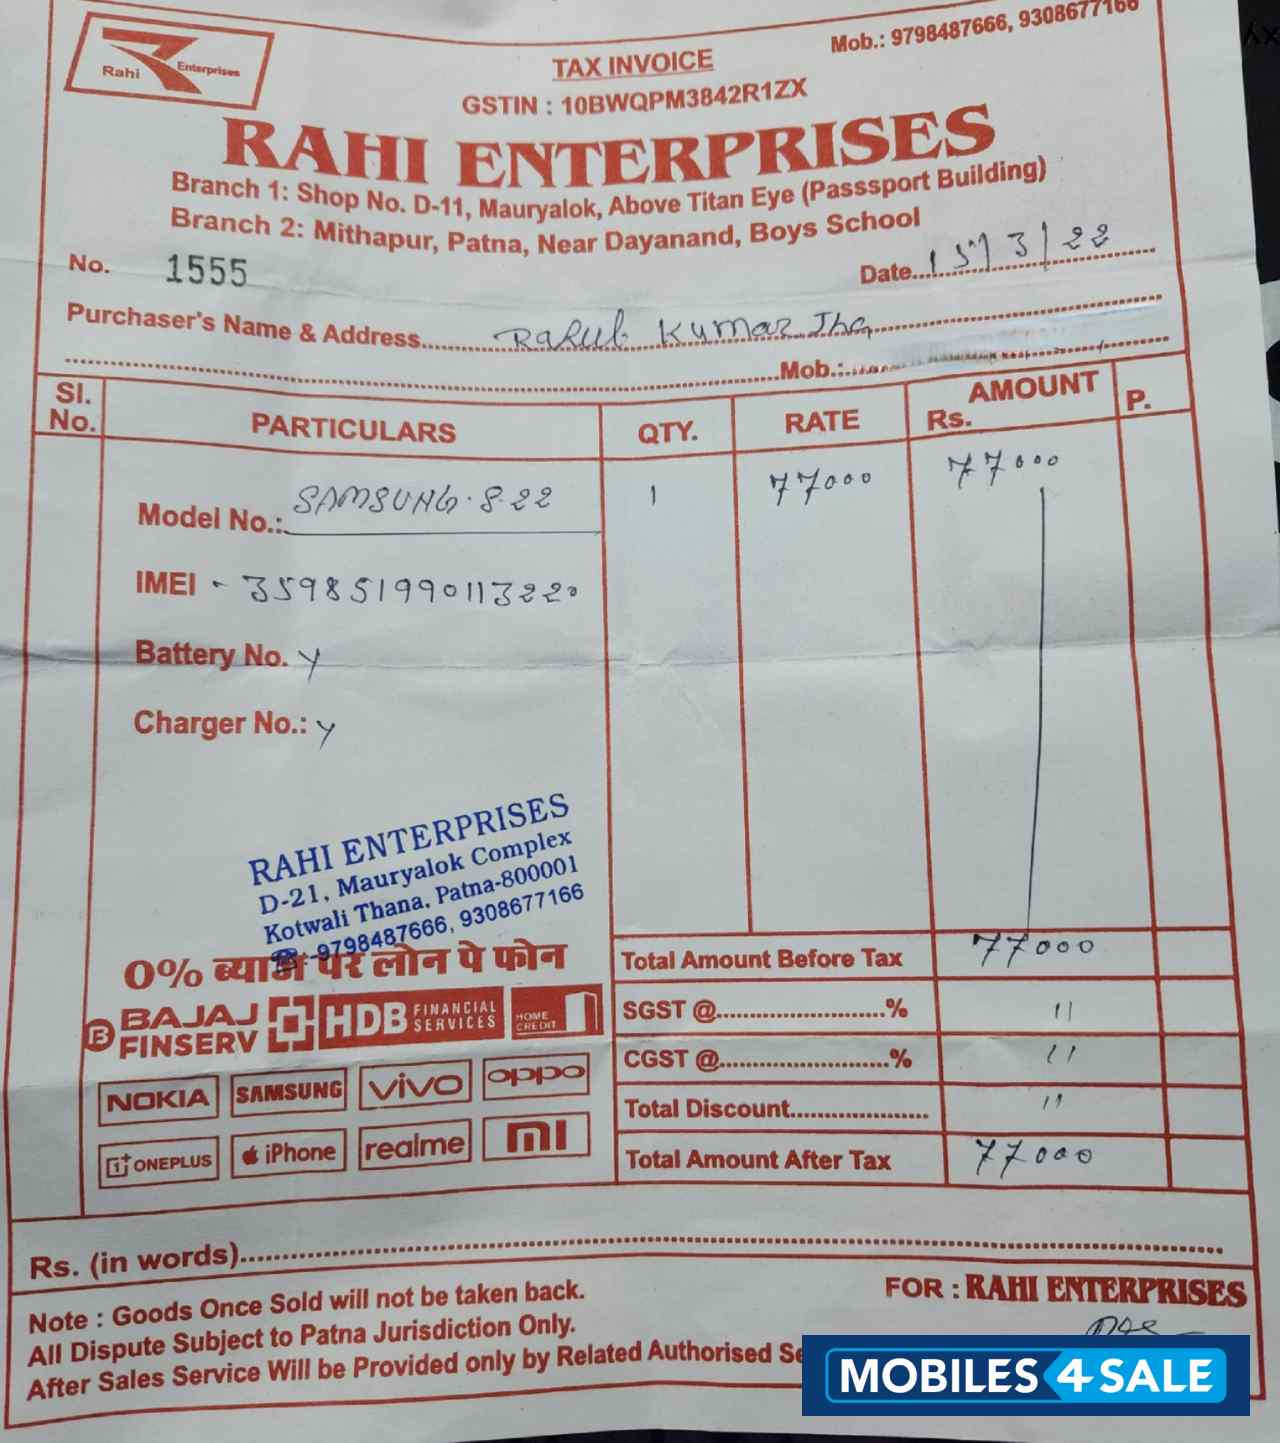 Rahi Enterprises
Mob.: 9798487666, 9308677166
TAX INVOICE
GSTIN : 10BWQPM3842R1ZX
RAHI ENTERPRISES
Branch 1: Shop No. D-11, Mauryalok, Above Titan Eye (Passsport Building)
Branch 2: Mithapur, Patna, Near Dayanand, Boys School
No. 1555
Date 15/3/22
Purchaser's Name & Address Rahul Kumar Jha
Mob.:
Sl. No. PARTICULARS QTY. RATE AMOUNT Rs. P.
Model No.: SAMSUNG S22 1 77000 77000
IMEI - 359851990113220
Battery No. y
Charger No.: y
RAHI ENTERPRISES
D-21, Mauryalok Complex
Kotwali Thana, Patna-800001
☎:-9798487666, 9308677166
0% ब्याज पर लोन पे फोन
BAJAJ FINSERV HDB FINANCIAL SERVICES HOME CREDIT
NOKIA SAMSUNG vivo oppo
1+ ONEPLUS iPhone realme mi
Total Amount Before Tax 77000
SGST @ % 11
CGST @ % 11
Total Discount 11
Total Amount After Tax 77000
Rs. (in words)
Note : Goods Once Sold will not be taken back.
All Dispute Subject to Patna Jurisdiction Only.
After Sales Service Will be Provided only by Related Authorised Se
FOR : RAHI ENTERPRISES
MOBILES 4 SALE